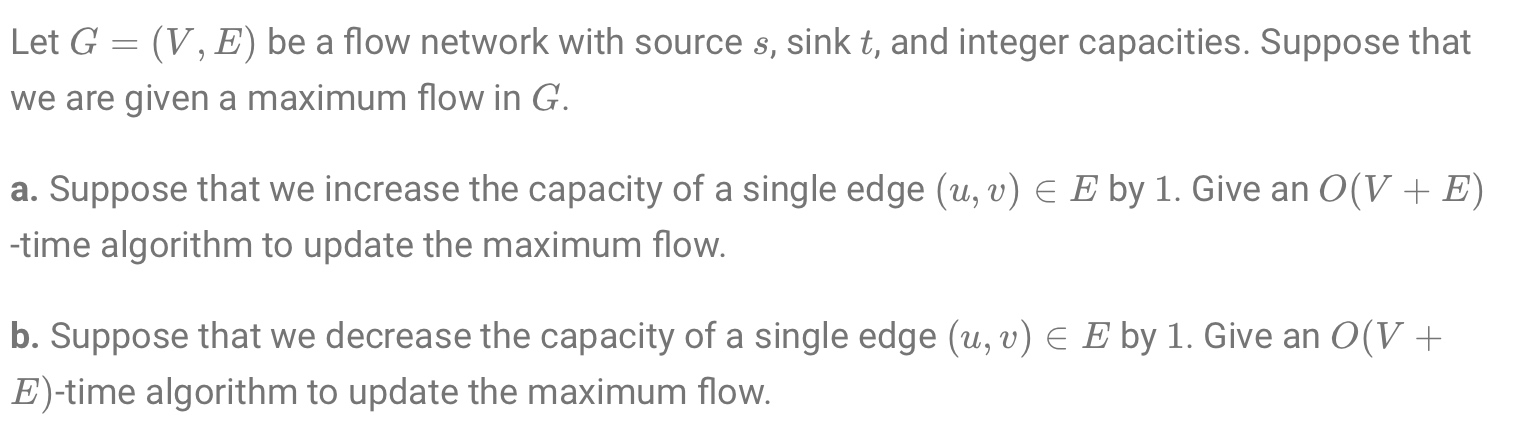 Let G = (V, E) be a flow network with source s, sink t, and integer capacities. Suppose that
we are given a maximum flow in G.
a. Suppose that we increase the capacity of a single edge (u, v) ∈ E by 1. Give an O(V + E)
-time algorithm to update the maximum flow.
b. Suppose that we decrease the capacity of a single edge (u, v) ∈ E by 1. Give an O(V +
E)-time algorithm to update the maximum flow.